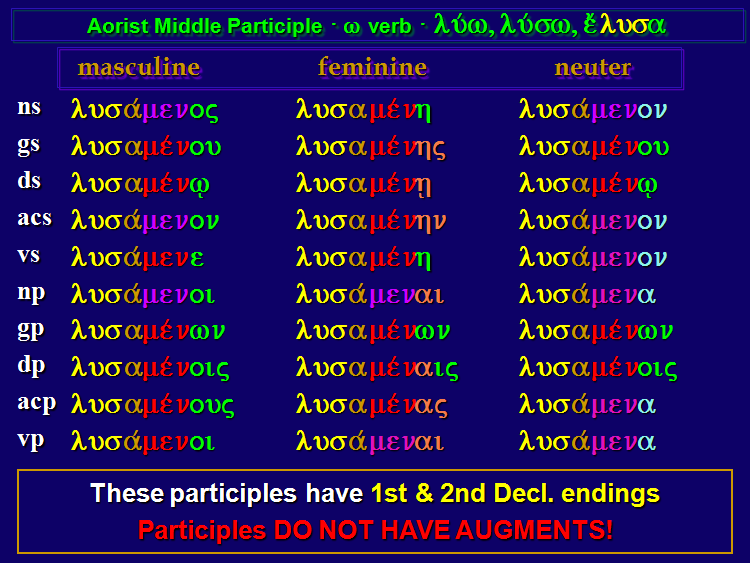 Aorist Middle Participle · ω verb · λύω, λύσω, ἔλυσα
masculine feminine neuter
ns λυσάμενος λυσαμένη λυσάμενον
gs λυσαμένου λυσαμένης λυσαμένου
ds λυσαμένῳ λυσαμένῃ λυσαμένῳ
acs λυσάμενον λυσαμένην λυσάμενον
vs λυσάμενε λυσαμένη λυσάμενον
np λυσάμενοι λυσάμεναι λυσάμενα
gp λυσαμένων λυσαμένων λυσαμένων
dp λυσαμένοις λυσαμέναις λυσαμένοις
acp λυσαμένους λυσαμένας λυσάμενα
vp λυσάμενοι λυσάμεναι λυσάμενα
These participles have 1st & 2nd Decl. endings
Participles DO NOT HAVE AUGMENTS!